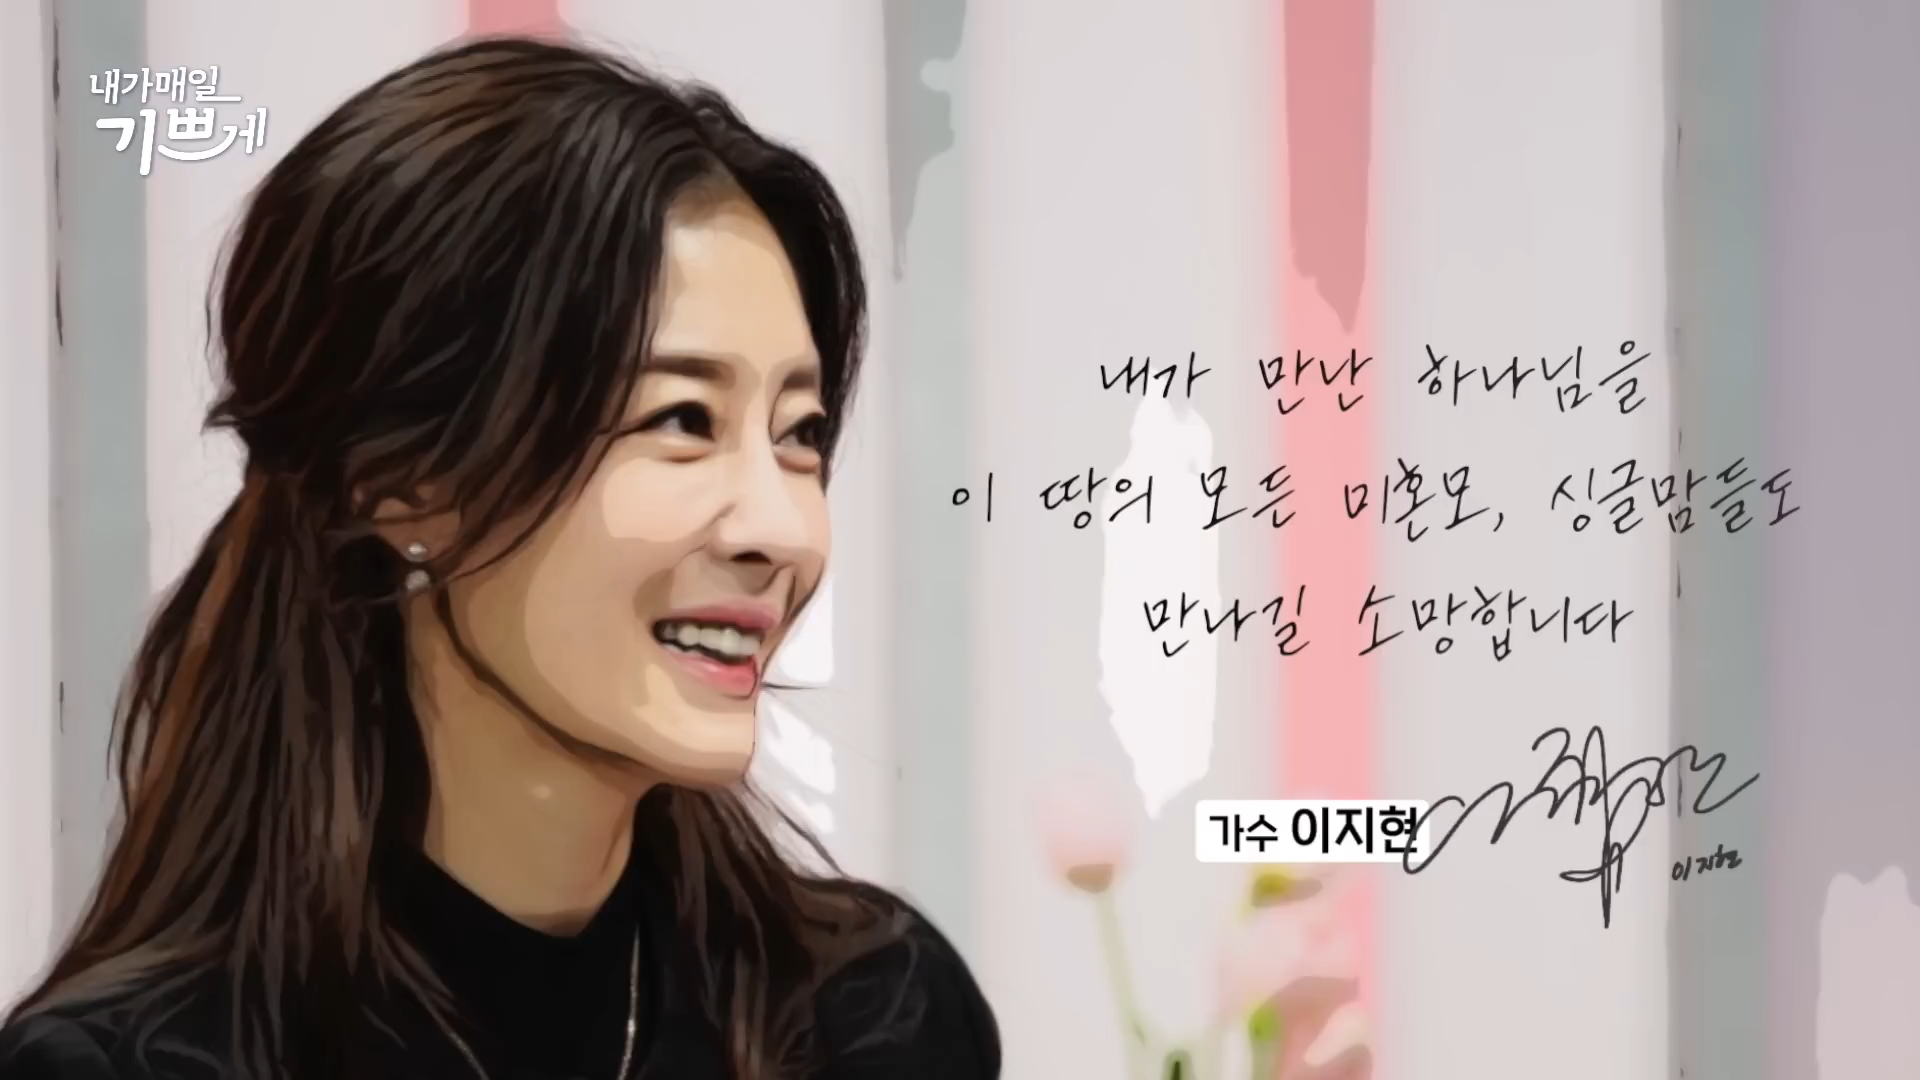 내가매일
기쁘게
내가 만난 하나님을
이 땅의 모든 미혼모, 싱글맘들도
만나길 소망합니다
가수 이지현
이지현